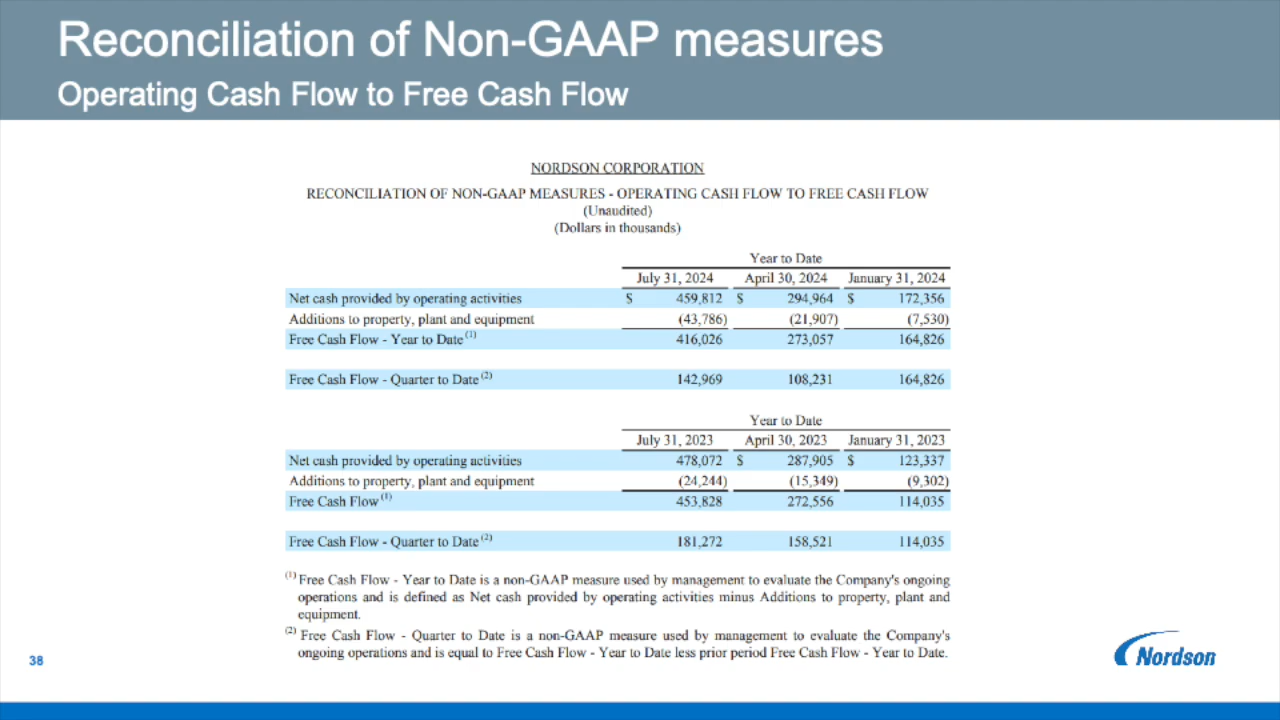 Reconciliation of Non-GAAP measures
Operating Cash Flow to Free Cash Flow
NORDSON CORPORATION
RECONCILIATION OF NON-GAAP MEASURES - OPERATING CASH FLOW TO FREE CASH FLOW
(Unaudited)
(Dollars in thousands)
Year to Date
July 31, 2024 April 30, 2024 January 31, 2024
Net cash provided by operating activities $ 459,812 $ 294,964 $ 172,356
Additions to property, plant and equipment (43,786) (21,907) (7,530)
Free Cash Flow - Year to Date (1) 416,026 273,057 164,826
Free Cash Flow - Quarter to Date (2) 142,969 108,231 164,826
Year to Date
July 31, 2023 April 30, 2023 January 31, 2023
Net cash provided by operating activities 478,072 $ 287,905 $ 123,337
Additions to property, plant and equipment (24,244) (15,349) (9,302)
Free Cash Flow (1) 453,828 272,556 114,035
Free Cash Flow - Quarter to Date (2) 181,272 158,521 114,035
(1) Free Cash Flow - Year to Date is a non-GAAP measure used by management to evaluate the Company's ongoing
operations and is defined as Net cash provided by operating activities minus Additions to property, plant and
equipment.
(2) Free Cash Flow - Quarter to Date is a non-GAAP measure used by management to evaluate the Company's
ongoing operations and is equal to Free Cash Flow - Year to Date less prior period Free Cash Flow - Year to Date.
38
Nordson